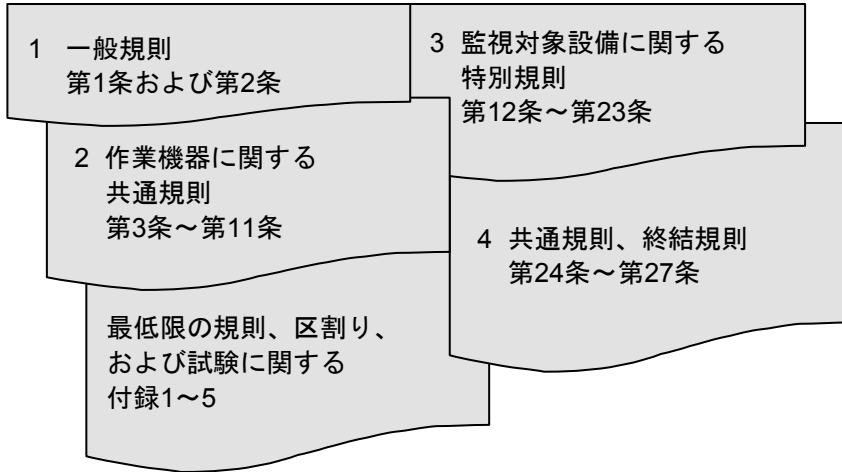 1 一般規則
第1条および第2条
2 作業機器に関する
共通規則
第3条～第11条
最低限の規則、区割り、
および試験に関する
付録1～5
3 監視対象設備に関する
特別規則
第12条～第23条
4 共通規則、終結規則
第24条～第27条